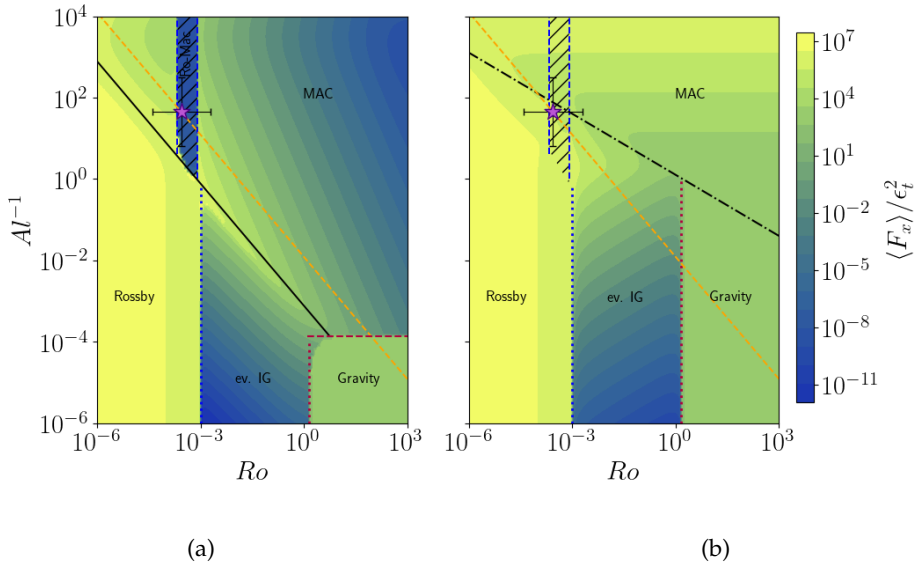 10^4
10^2
10^0
10^{-2}
10^{-4}
10^{-6}
Al^{-1}
Ro-Mac
MAC
Rossby
ev. IG
Gravity
10^{-6}
10^{-3}
10^0
10^3
Ro
(a)
MAC
Rossby
ev. IG
Gravity
10^{-6}
10^{-3}
10^0
10^3
Ro
(b)
10^7
10^4
10^1
10^{-2}
10^{-5}
10^{-8}
10^{-11}
⟨F_x⟩/ϵ_t^2